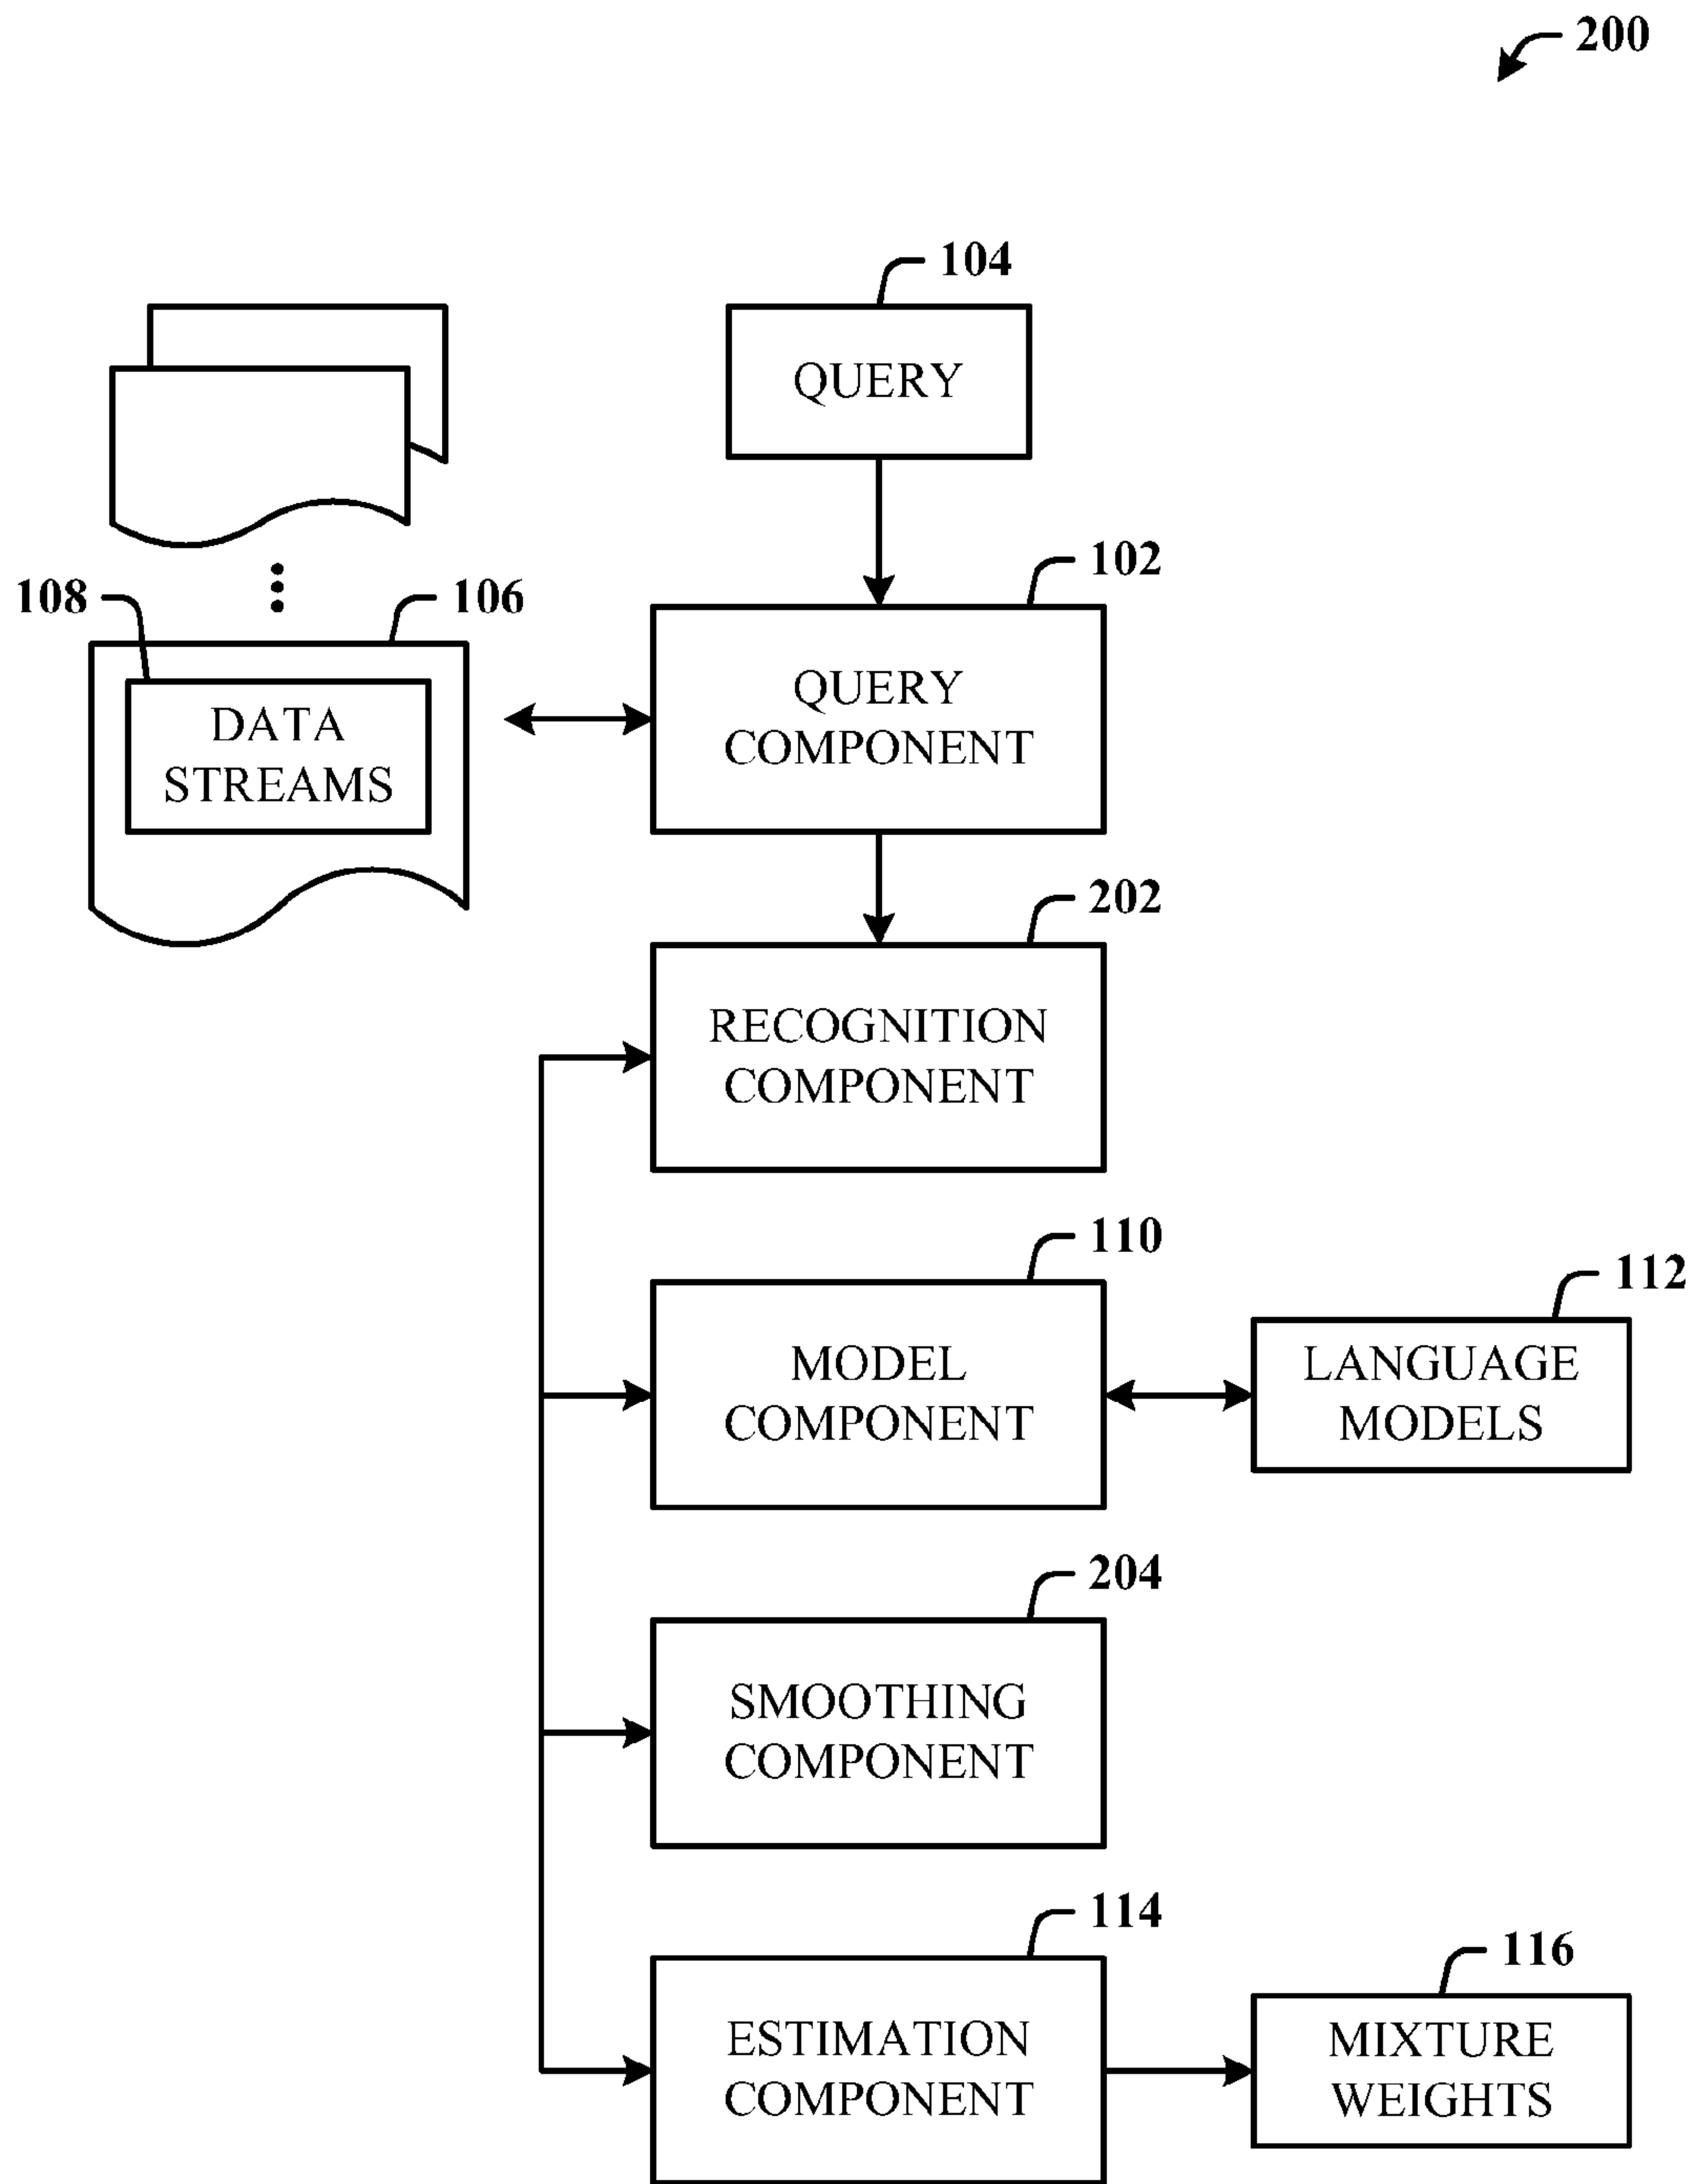 200
104
QUERY
102
108
106
QUERY
COMPONENT
DATA
STREAMS
202
RECOGNITION
COMPONENT
110
112
MODEL
COMPONENT
LANGUAGE
MODELS
204
SMOOTHING
COMPONENT
114
116
ESTIMATION
COMPONENT
MIXTURE
WEIGHTS